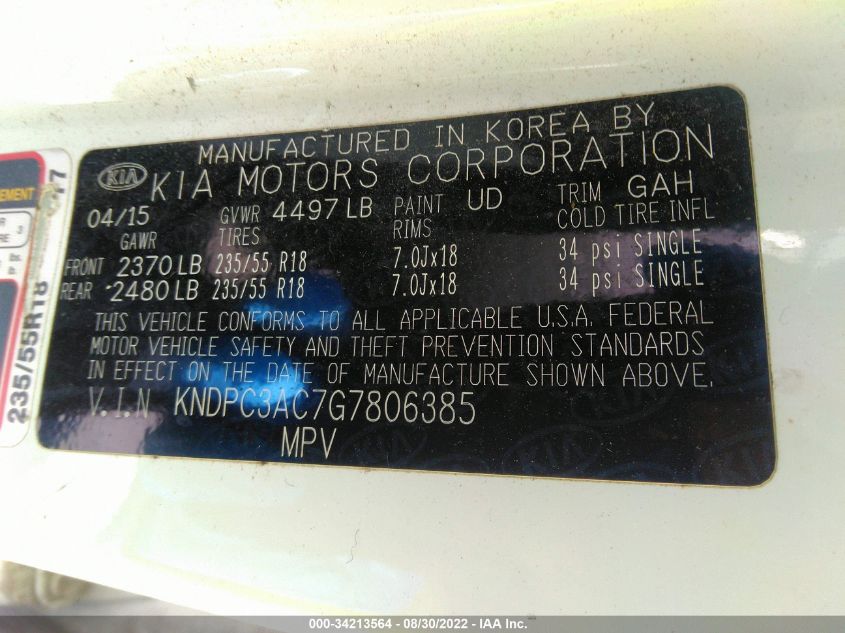 MANUFACTURED IN KOREA BY
KIA KIA MOTORS CORPORATION
04/15 GVWR 4497 LB PAINT UD TRIM GAH
GAWR TIRES RIMS COLD TIRE INFL
FRONT 2370 LB 235/55 R18 7.0Jx18 34 psi SINGLE
REAR 2480 LB 235/55 R18 7.0Jx18 34 psi SINGLE
THIS VEHICLE CONFORMS TO ALL APPLICABLE U.S.A. FEDERAL
MOTOR VEHICLE SAFETY AND THEFT PREVENTION STANDARDS
IN EFFECT ON THE DATE OF MANUFACTURE SHOWN ABOVE.
V.I.N KNDPC3AC7G7806385
MPV
235/55R18 17
000-34213564 - 08/30/2022 - IAA Inc.